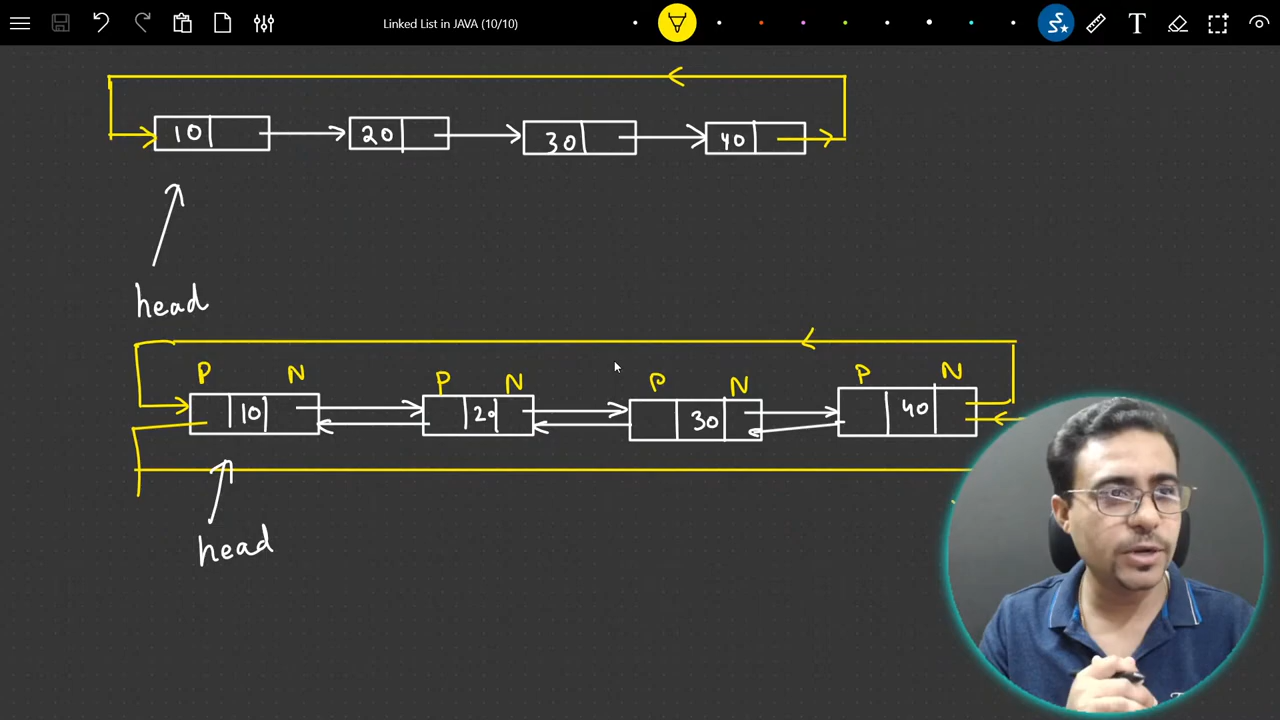 Linked List in JAVA (10/10)
T
10 20 30 40
head
P N P N P N P N
10 20 30 40
head